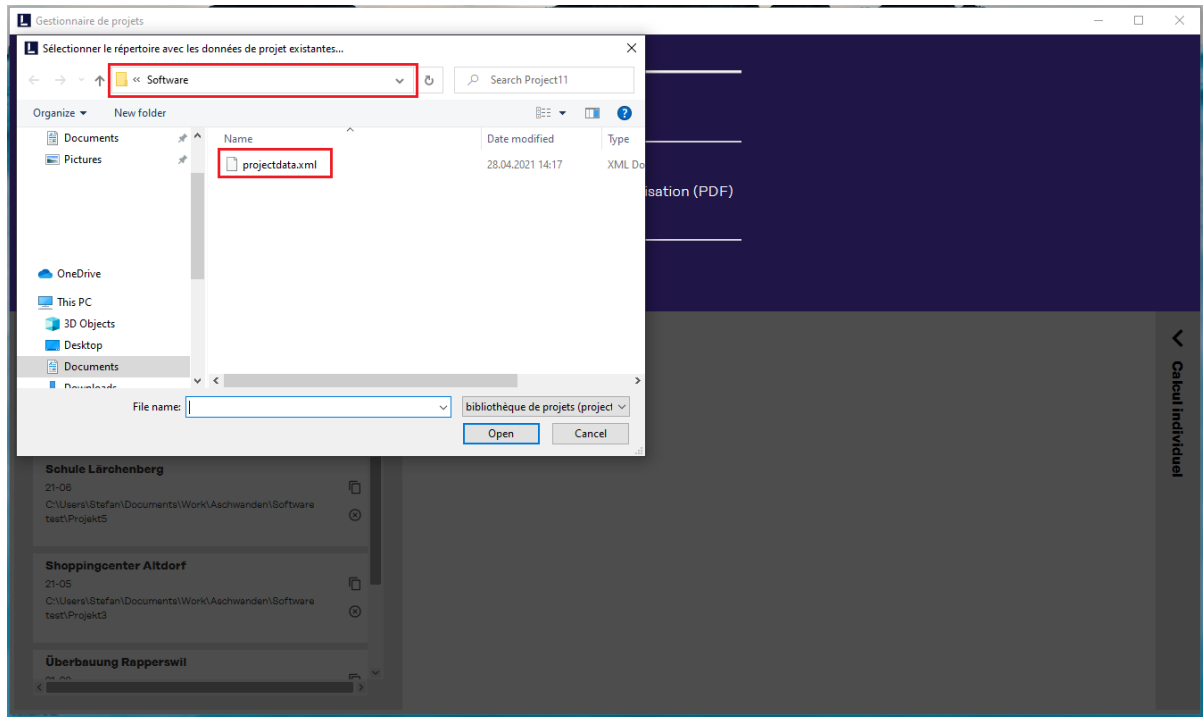 Gestionnaire de projets
Sélectionner le répertoire avec les données de projet existantes...
« Software
Search Project11
Organize
New folder
Documents
Pictures
OneDrive
This PC
3D Objects
Desktop
Documents
Downloads
Name
Date modified
Type
projectdata.xml
28.04.2021 14:17
XML Do
File name:
bibliothèque de projets (project
Open
Cancel
isation (PDF)
Calcul individuel
Schule Lärchenberg
21-06
C:\Users\Stefan\Documents\Work\Aschwanden\Software
test\Projekt5
Shoppingcenter Altdorf
21-05
C:\Users\Stefan\Documents\Work\Aschwanden\Software
test\Projekt3
Überbauung Rapperswil